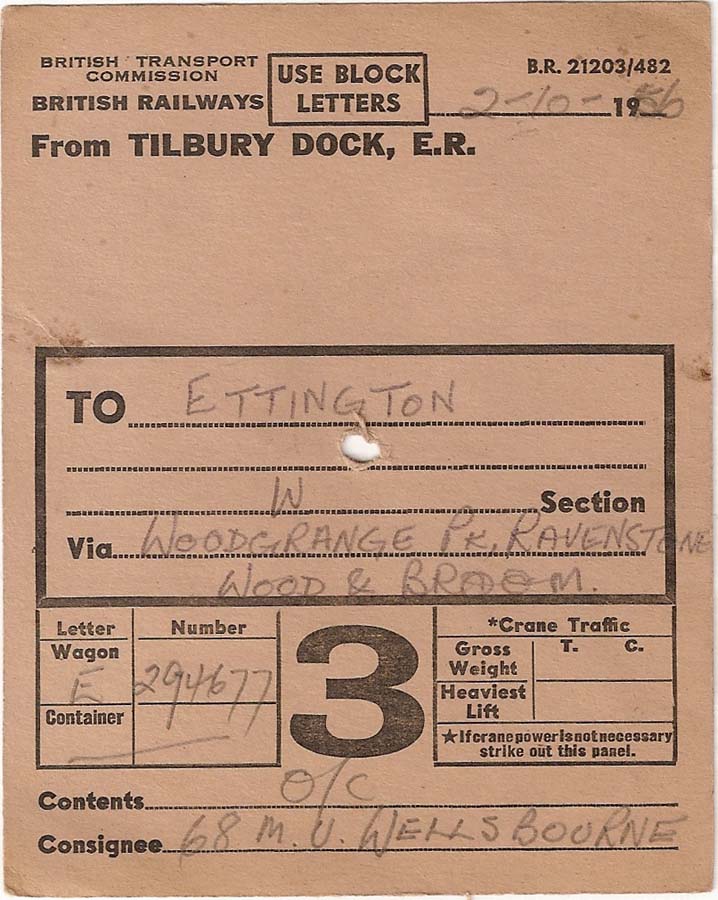 BRITISH TRANSPORT
COMMISSION
BRITISH RAILWAYS
USE BLOCK
LETTERS
B.R. 21203/482
2-10-1956
From TILBURY DOCK, E.R.
TO ETTINGTON
W Section
Via WOODGRANGE PK, RAVENSTONE
WOOD & BROOM.
Letter Number
Wagon
E 294677
Container
3
*Crane Traffic
Gross Weight T. C.
Heaviest Lift
★If crane power is not necessary
strike out this panel.
Contents O/C
Consignee 68 M.U. WELLSBOURNE